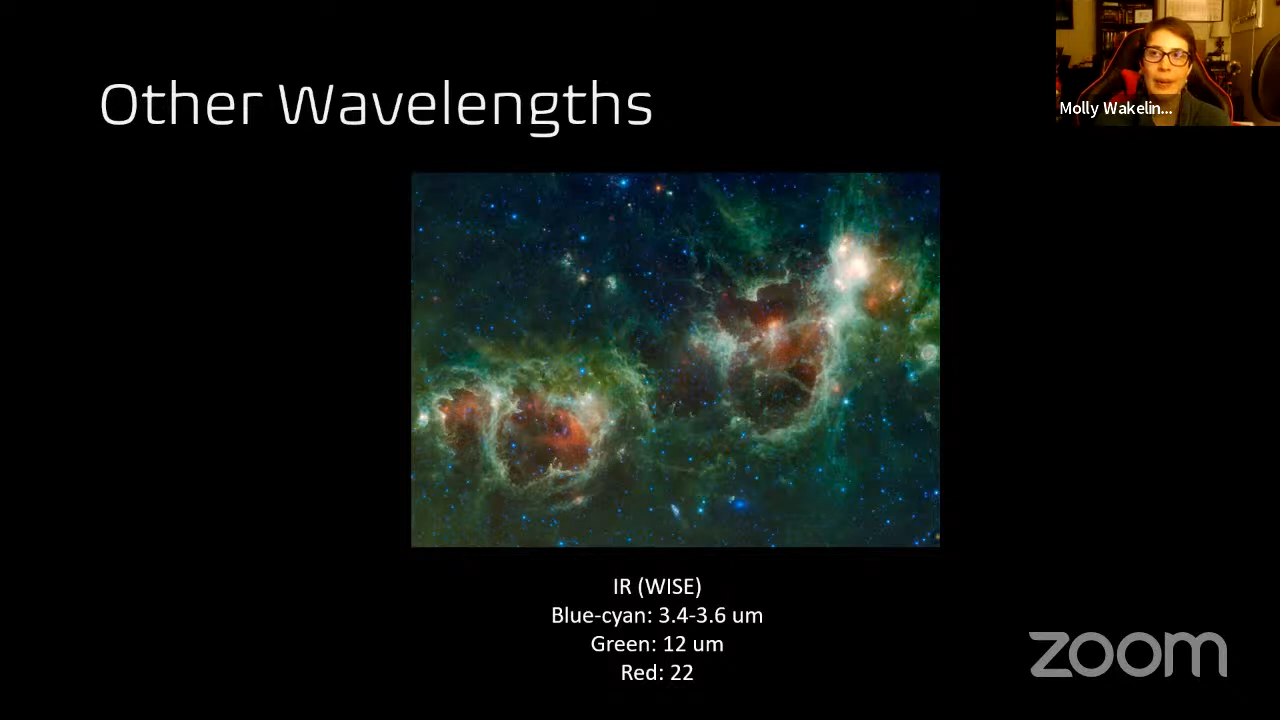 Other Wavelengths
Molly Wakelin...
IR (WISE)
Blue-cyan: 3.4-3.6 um
Green: 12 um
Red: 22
zoom